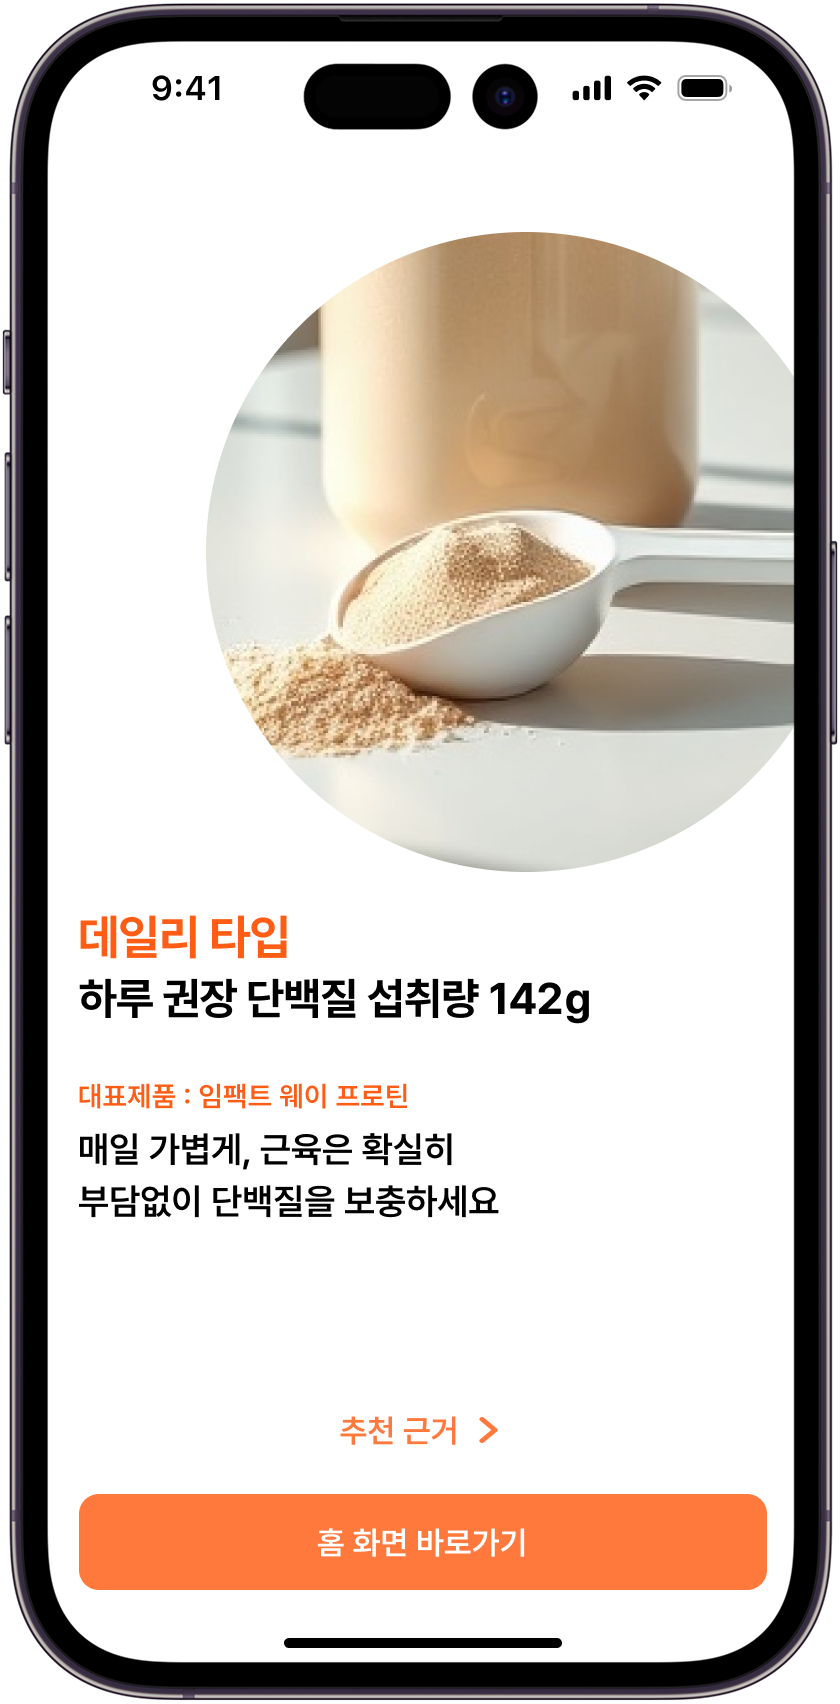 9:41
데일리 타입
하루 권장 단백질 섭취량 142g
대표제품 : 임팩트 웨이 프로틴
매일 가볍게, 근육은 확실히
부담없이 단백질을 보충하세요
추천 근거
홈 화면 바로가기